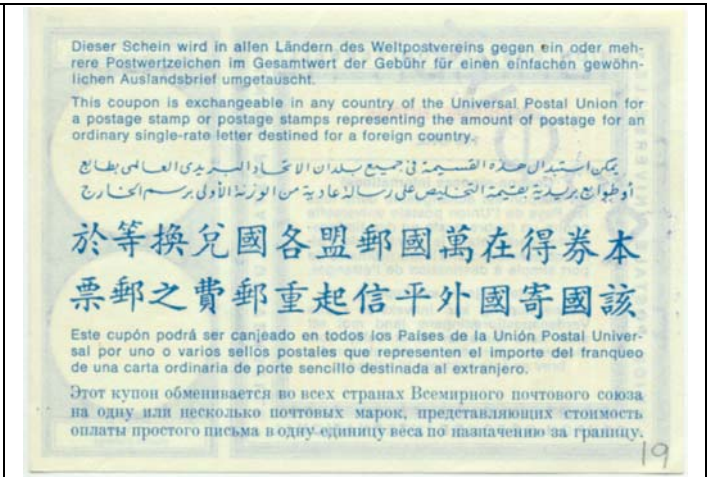 Dieser Schein wird in allen Ländern des Weltpostvereins gegen ein oder meh-
rere Postwertzeichen im Gesamtwert der Gebühr für einen einfachen gewöhn-
lichen Auslandsbrief umgetauscht.
This coupon is exchangeable in any country of the Universal Postal Union for
a postage stamp or postage stamps representing the amount of postage for an
ordinary single-rate letter destined for a foreign country.
يمكن استبدال هذه القسيمة فى جميع بلدان الاتحاد البريدى العالمى بطابع
أو طوابع بريدية بقيمة التخليص على رسالة عادية من الوزنة الأولى برسم الخارج
本券得在萬國郵盟各國兌換等於
該國寄國外平信起重郵費之郵票
Este cupón podrá ser canjeado en todos los Países de la Unión Postal Univer-
sal por uno o varios sellos postales que representen el importe del franqueo
de una carta ordinaria de porte sencillo destinada al extranjero.
Этот купон обменивается во всех странах Всемирного почтового союза
на одну или несколько почтовых марок, представляющих стоимость
оплаты простого письма в одну единицу веса по назначению за границу.
19